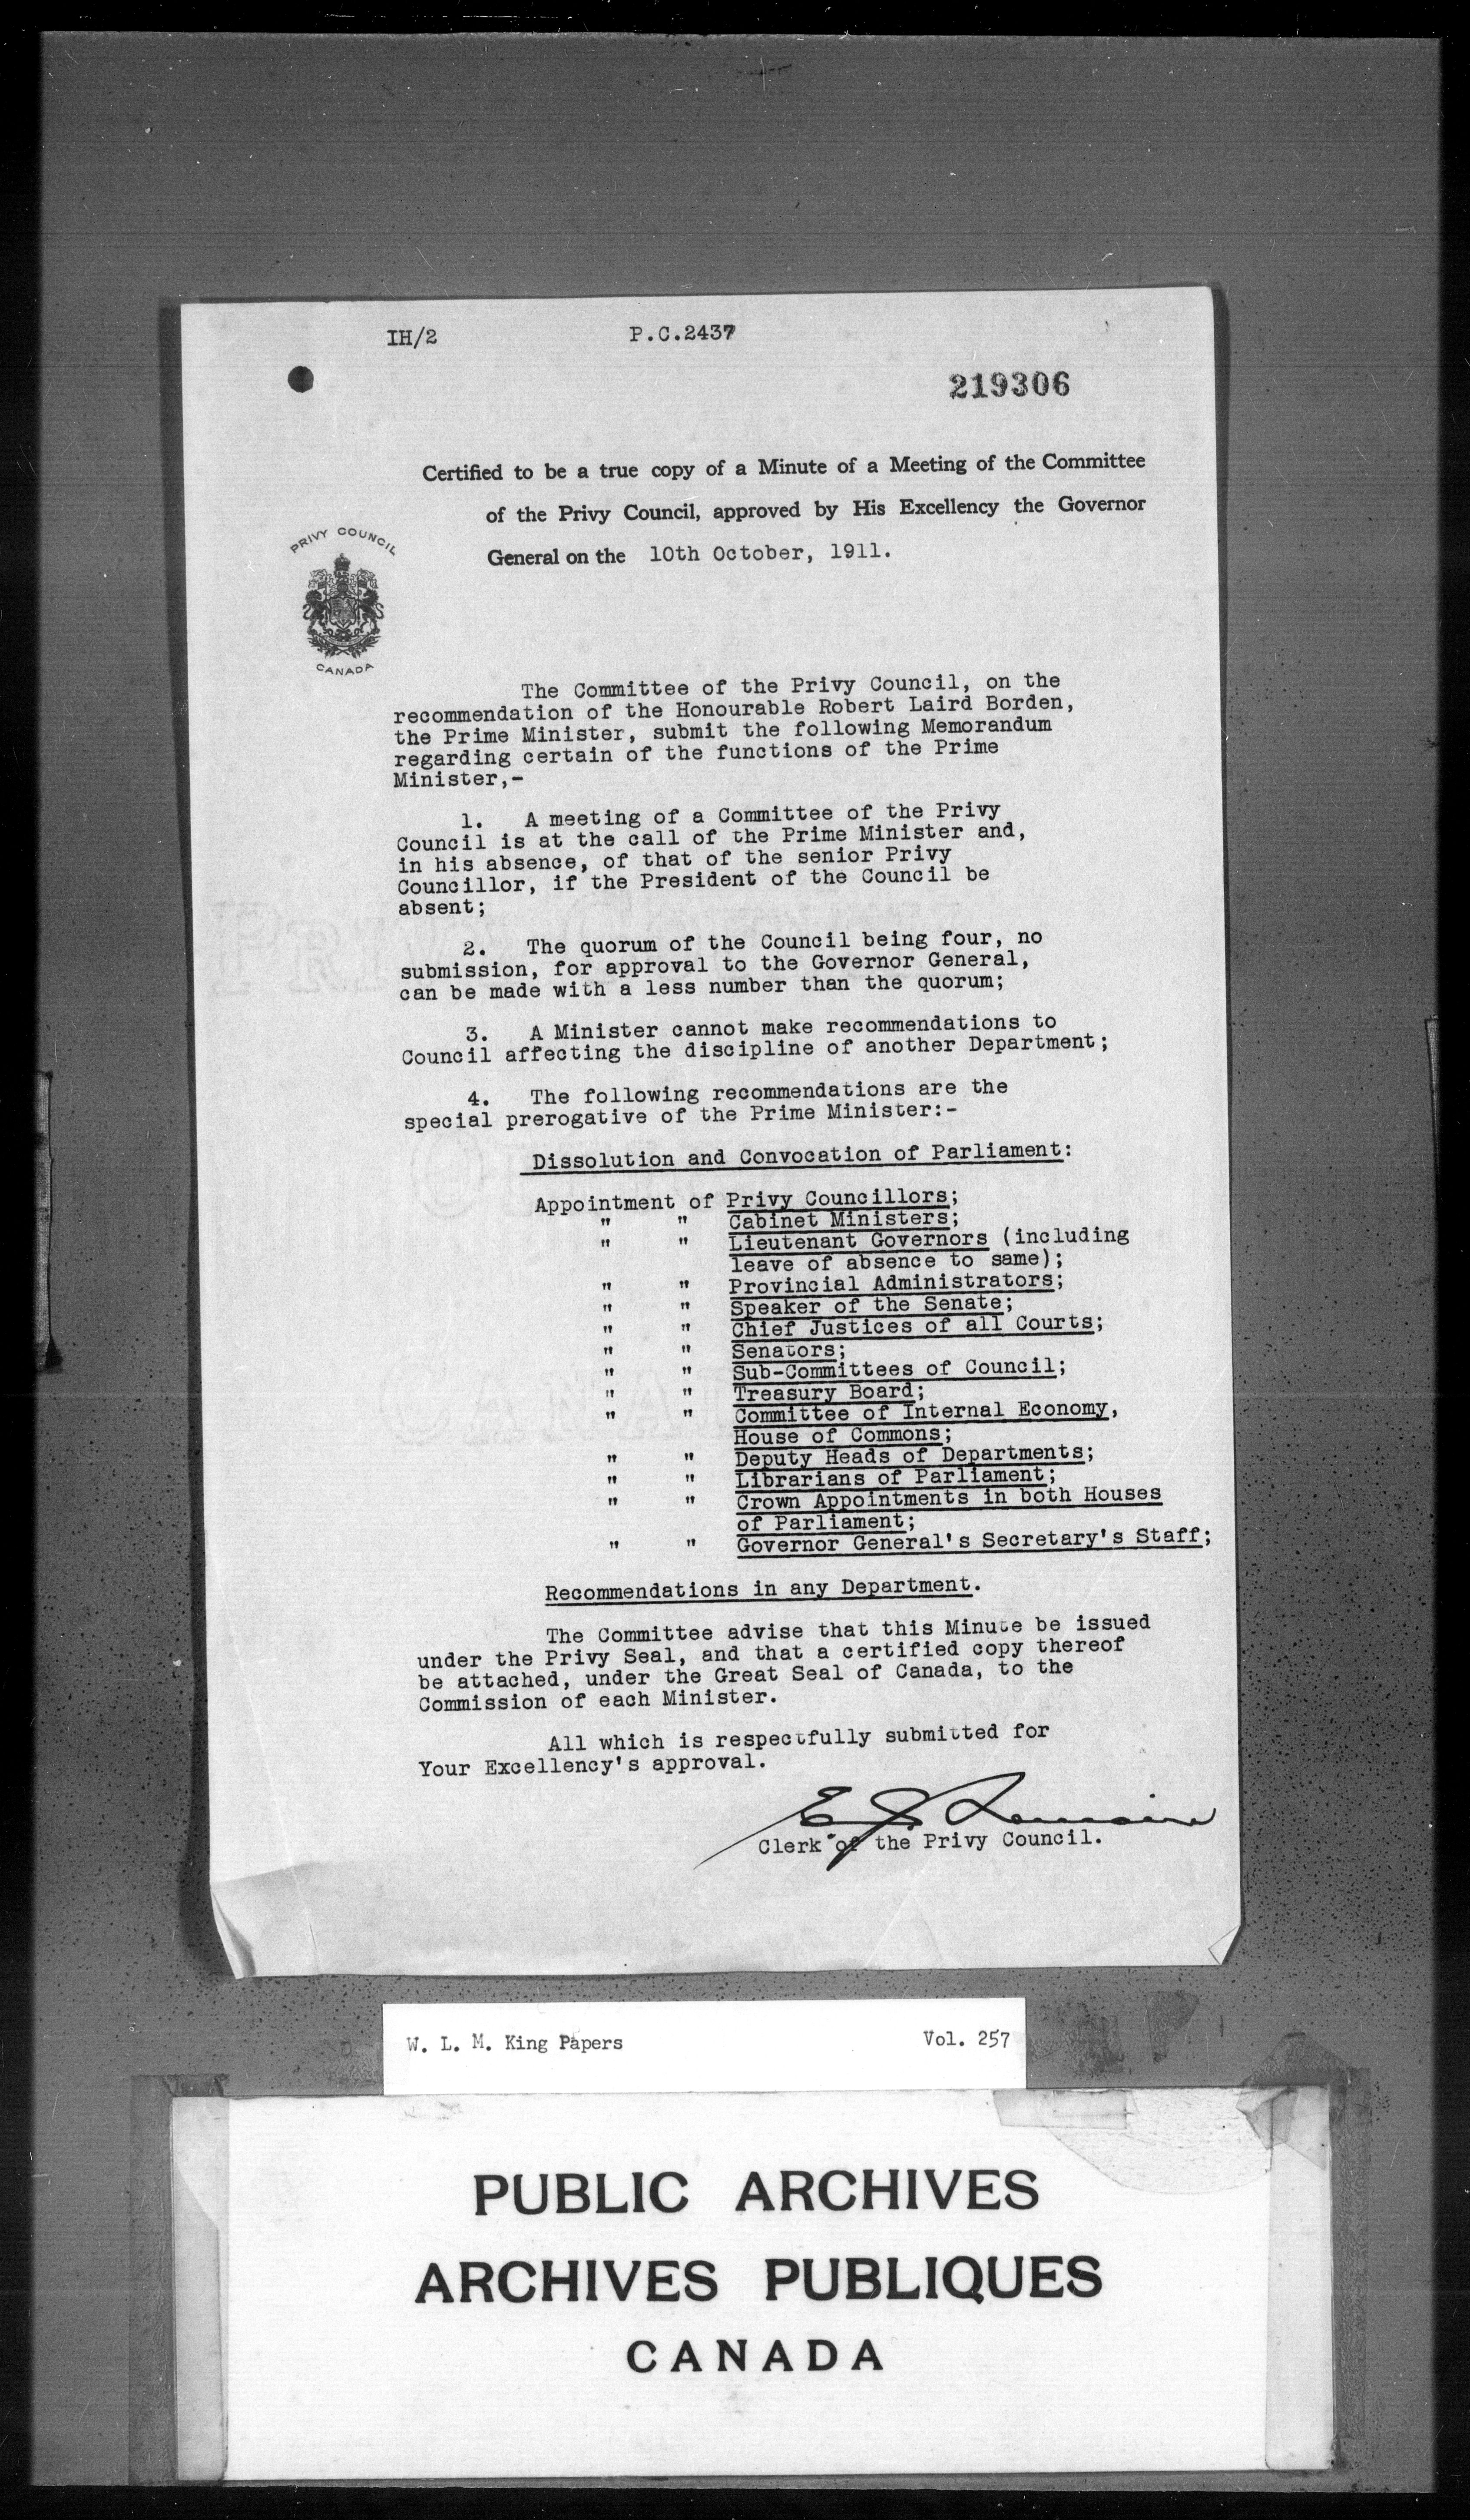 IH/2 P.C.2437
219306
Certified to be a true copy of a Minute of a Meeting of the Committee
of the Privy Council, approved by His Excellency the Governor
General on the 10th October, 1911.
PRIVY COUNCIL
CANADA
The Committee of the Privy Council, on the
recommendation of the Honourable Robert Laird Borden,
the Prime Minister, submit the following Memorandum
regarding certain of the functions of the Prime
Minister,-
1. A meeting of a Committee of the Privy
Council is at the call of the Prime Minister and,
in his absence, of that of the senior Privy
Councillor, if the President of the Council be
absent;
2. The quorum of the Council being four, no
submission, for approval to the Governor General,
can be made with a less number than the quorum;
3. A Minister cannot make recommendations to
Council affecting the discipline of another Department;
4. The following recommendations are the
special prerogative of the Prime Minister:-
Dissolution and Convocation of Parliament:
Appointment of Privy Councillors;
" " Cabinet Ministers;
" " Lieutenant Governors (including
leave of absence to same);
" " Provincial Administrators;
" " Speaker of the Senate;
" " Chief Justices of all Courts;
" " Senators;
" " Sub-Committees of Council;
" " Treasury Board;
" " Committee of Internal Economy,
House of Commons;
" " Deputy Heads of Departments;
" " Librarians of Parliament;
" " Crown Appointments in both Houses
of Parliament;
" " Governor General's Secretary's Staff;
Recommendations in any Department.
The Committee advise that this Minute be issued
under the Privy Seal, and that a certified copy thereof
be attached, under the Great Seal of Canada, to the
Commission of each Minister.
All which is respectfully submitted for
Your Excellency's approval.
E. J. Lemaire
Clerk of the Privy Council.
W. L. M. King Papers Vol. 257
PUBLIC ARCHIVES
ARCHIVES PUBLIQUES
CANADA